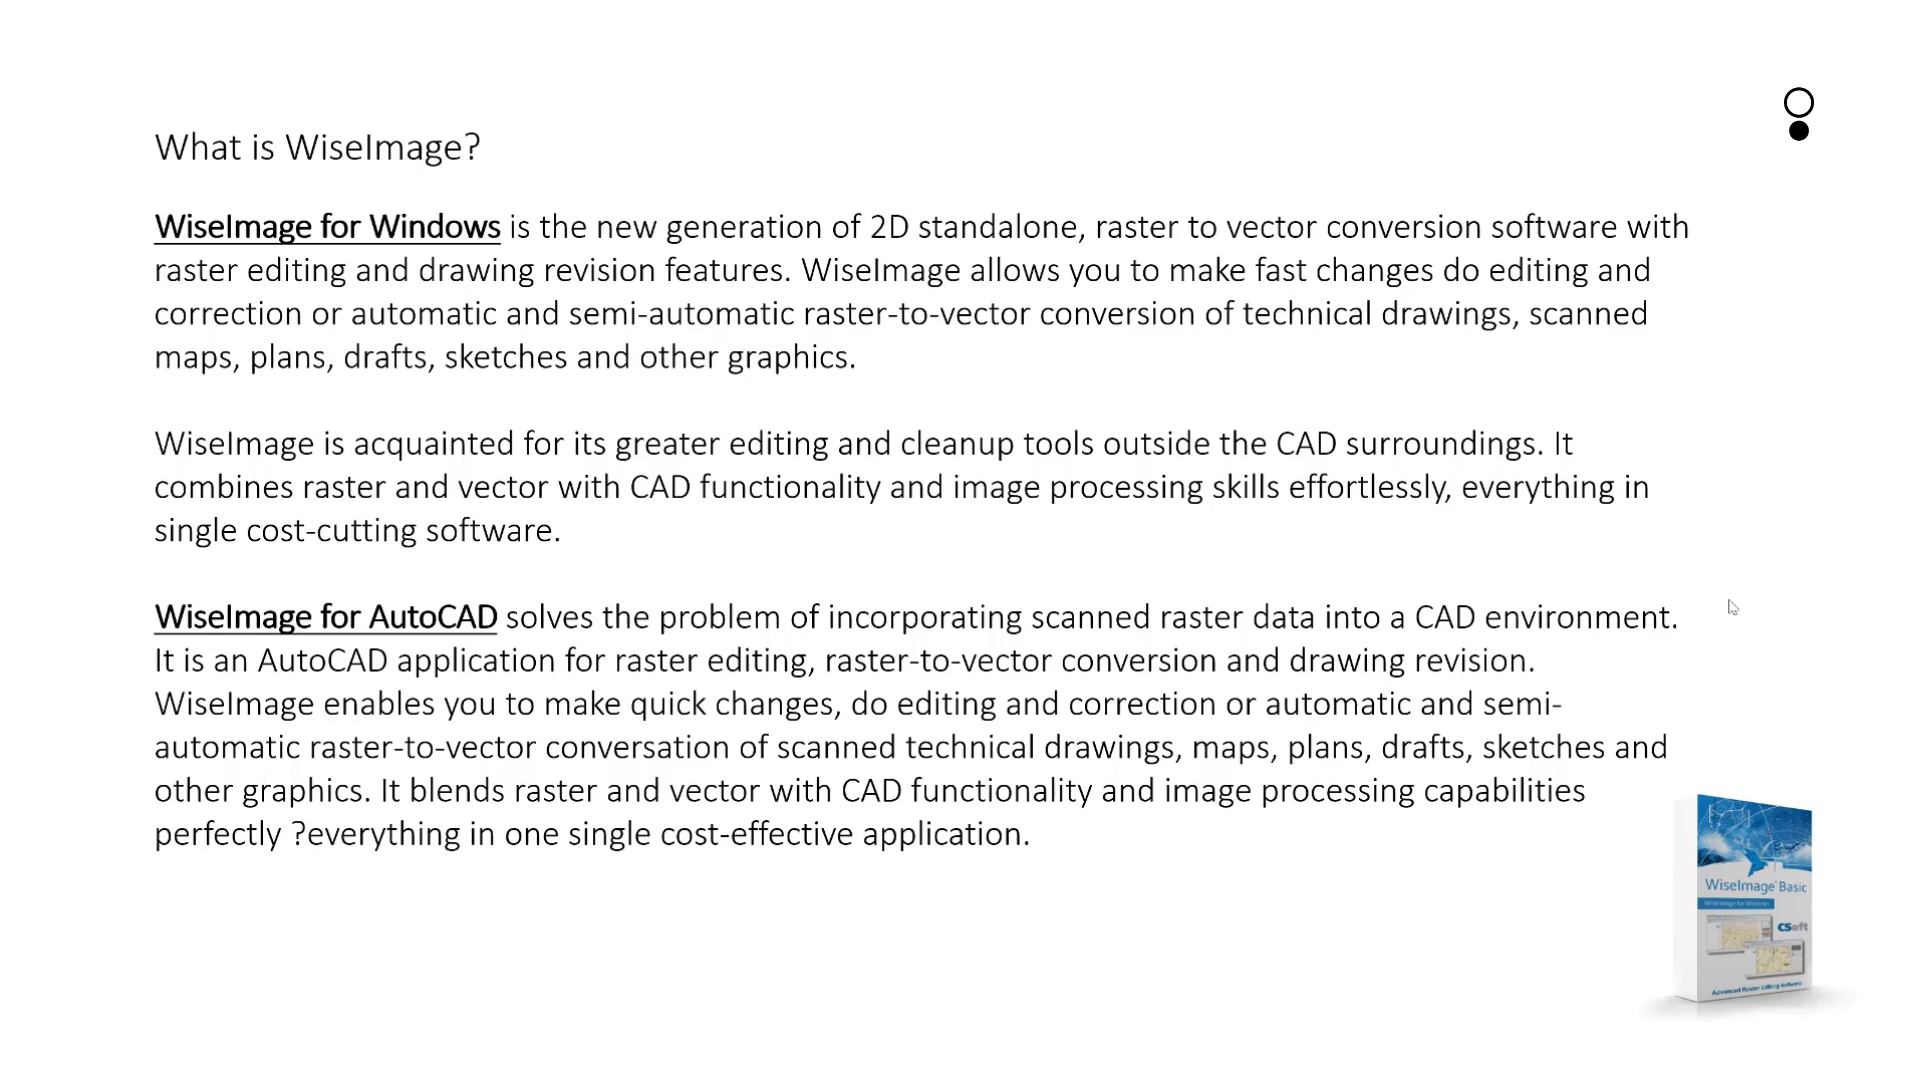 What is WiseImage?
WiseImage for Windows is the new generation of 2D standalone, raster to vector conversion software with
raster editing and drawing revision features. WiseImage allows you to make fast changes do editing and
correction or automatic and semi-automatic raster-to-vector conversion of technical drawings, scanned
maps, plans, drafts, sketches and other graphics.
WiseImage is acquainted for its greater editing and cleanup tools outside the CAD surroundings. It
combines raster and vector with CAD functionality and image processing skills effortlessly, everything in
single cost-cutting software.
WiseImage for AutoCAD solves the problem of incorporating scanned raster data into a CAD environment.
It is an AutoCAD application for raster editing, raster-to-vector conversion and drawing revision.
WiseImage enables you to make quick changes, do editing and correction or automatic and semi-
automatic raster-to-vector conversation of scanned technical drawings, maps, plans, drafts, sketches and
other graphics. It blends raster and vector with CAD functionality and image processing capabilities
perfectly ?everything in one single cost-effective application.
WiseImage Basic
WiseImage for Windows
CSoft
Advanced Raster Editing Software